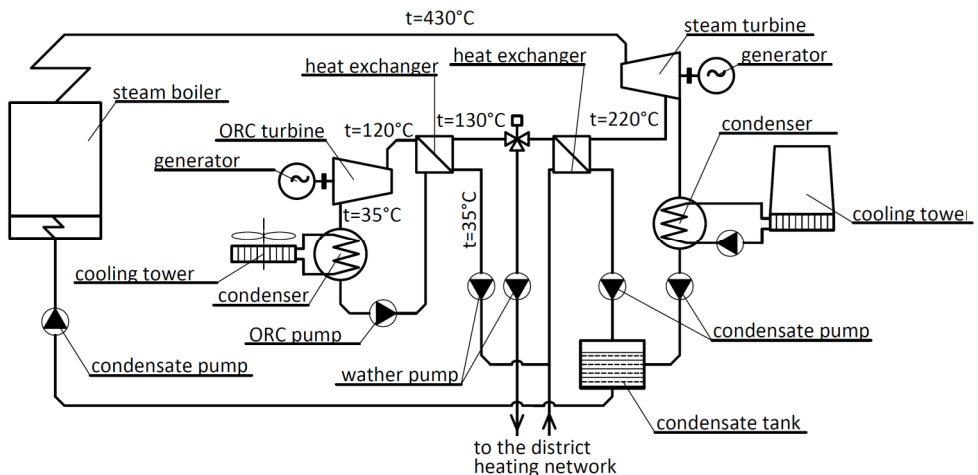 t=430°C
steam turbine
heat exchanger
heat exchanger
generator
steam boiler
ORC turbine
t=120°C
t=130°C
t=220°C
condenser
generator
t=35°C
t=35°C
cooling tower
cooling tower
condenser
ORC pump
condensate pump
condensate pump
wather pump
condensate tank
to the district
heating network